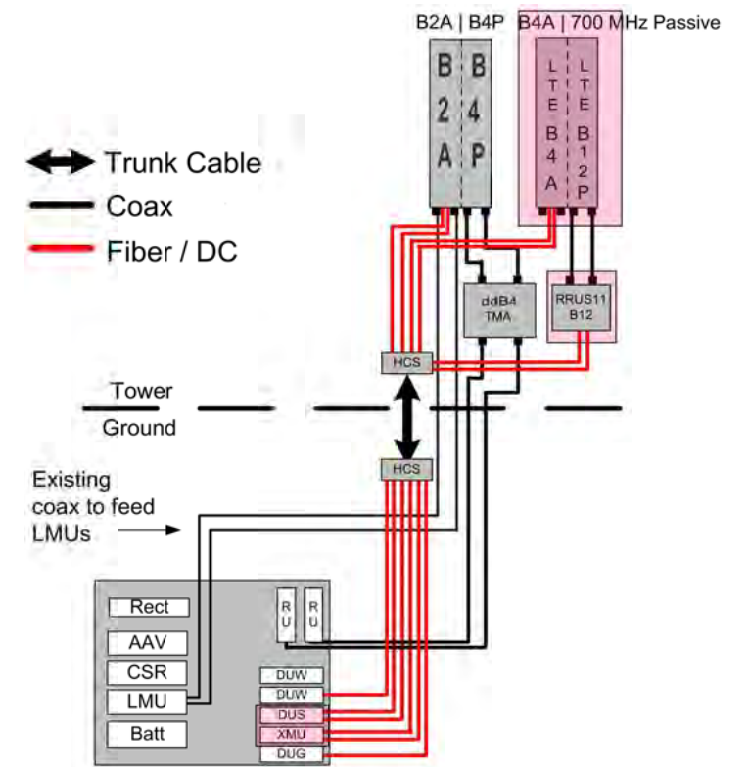 B2A | B4P B4A | 700 MHz Passive
B
2
A
B
4
P
L
T
E
B
4
A
L
T
E
B
1
2
P
Trunk Cable
Coax
Fiber / DC
ddB4
TMA
RRUS11
B12
HCS
Tower
Ground
HCS
Existing
coax to feed
LMUs
Rect
AAV
CSR
LMU
Batt
R
U
R
U
DUW
DUW
DUS
XMU
DUG